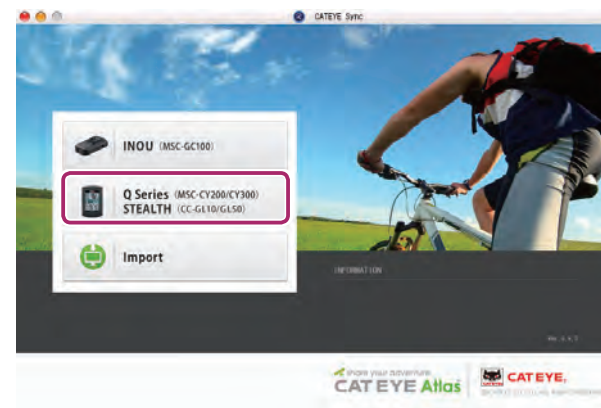 CATEYE Sync
INOU (MSC-GC100)
Q Series (MSC-CY200/CY300)
STEALTH (CC-GL10/GL50)
Import
INFORMATION
share your adventure
CATEYE Atlas
CATEYE.